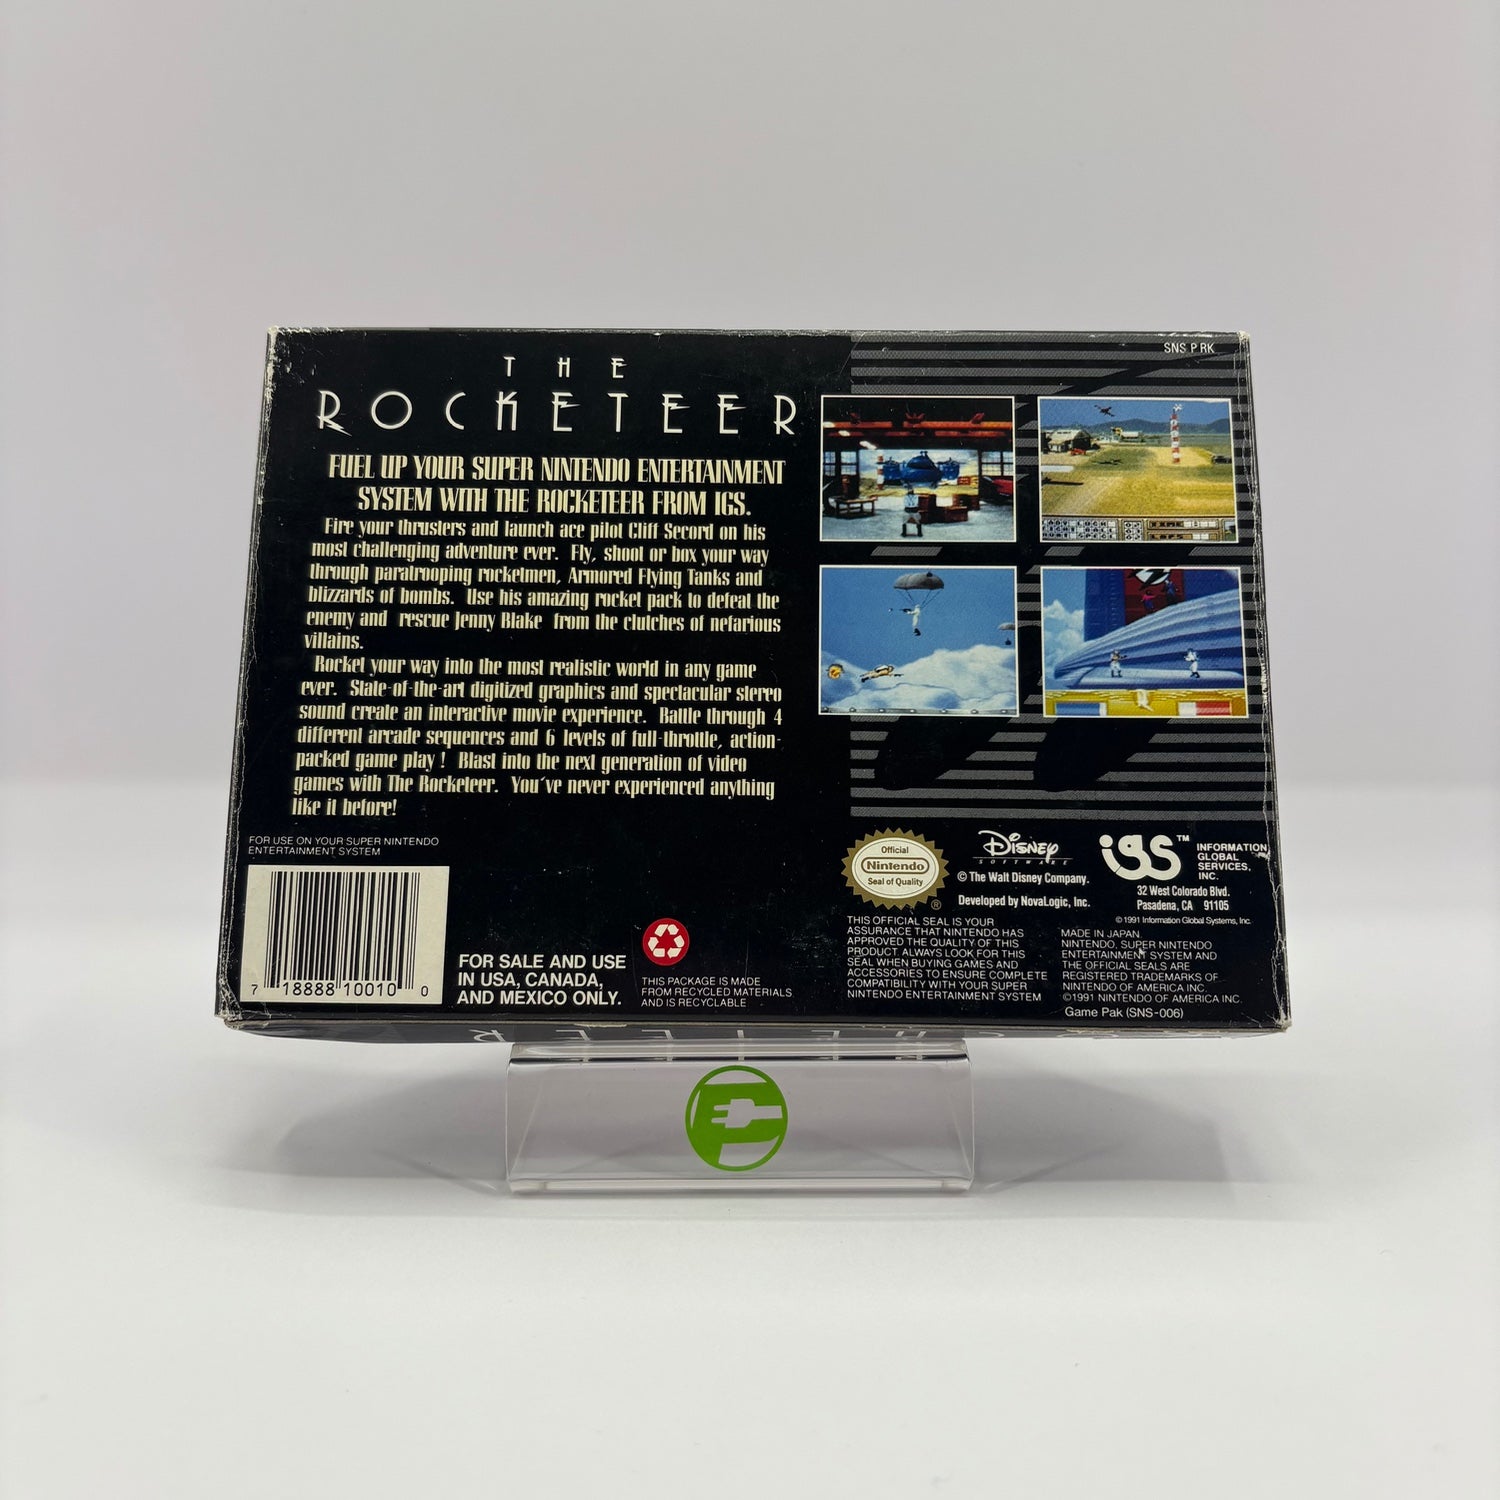 THE
ROCKETEER
FUEL UP YOUR SUPER NINTENDO ENTERTAINMENT
SYSTEM WITH THE ROCKETEER FROM IGS.
Fire your thrusters and launch ace pilot Cliff Secord on his
most challenging adventure ever. Fly, shoot or box your way
through paratrooping rocketmen, Armored Flying Tanks and
blizzards of bombs. Use his amazing rocket pack to defeat the
enemy and rescue Jenny Blake from the clutches of nefarious
villains.
Rocket your way into the most realistic world in any game
ever. State-of-the-art digitized graphics and spectacular stereo
sound create an interactive movie experience. Battle through 4
different arcade sequences and 6 levels of full-throttle, action-
packed game play ! Blast into the next generation of video
games with The Rocketeer. You've never experienced anything
like it before!
FOR USE ON YOUR SUPER NINTENDO
ENTERTAINMENT SYSTEM
7 18888 10010 0
FOR SALE AND USE
IN USA, CANADA,
AND MEXICO ONLY.
THIS PACKAGE IS MADE
FROM RECYCLED MATERIALS
AND IS RECYCLABLE
SNS P RK
Official
Nintendo
Seal of Quality
®
THIS OFFICIAL SEAL IS YOUR
ASSURANCE THAT NINTENDO HAS
APPROVED THE QUALITY OF THIS
PRODUCT. ALWAYS LOOK FOR THIS
SEAL WHEN BUYING GAMES AND
ACCESSORIES TO ENSURE COMPLETE
COMPATIBILITY WITH YOUR SUPER
NINTENDO ENTERTAINMENT SYSTEM
Disney
SOFTWARE
© The Walt Disney Company.
Developed by NovaLogic, Inc.
igs™
INFORMATION
GLOBAL
SERVICES,
INC.
32 West Colorado Blvd.
Pasadena, CA 91105
© 1991 Information Global Systems, Inc.
MADE IN JAPAN.
NINTENDO, SUPER NINTENDO
ENTERTAINMENT SYSTEM AND
THE OFFICIAL SEALS ARE
REGISTERED TRADEMARKS OF
NINTENDO OF AMERICA INC.
©1991 NINTENDO OF AMERICA INC.
Game Pak (SNS-006)